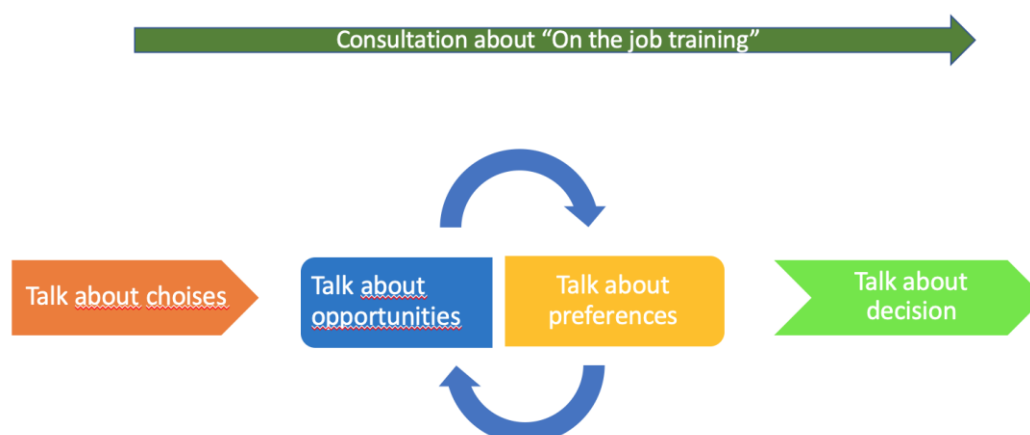 Consultation about “On the job training”
Talk about choises
Talk about
opportunities
Talk about
preferences
Talk about
decision